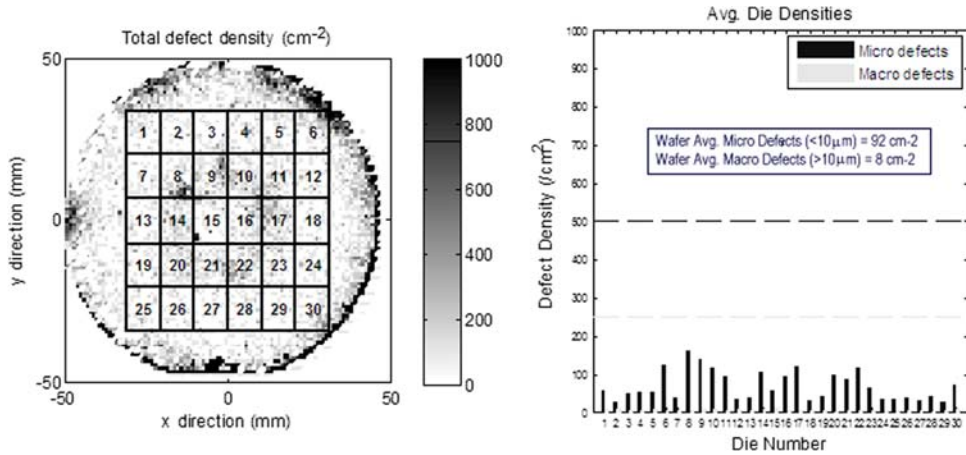 Total defect density (cm-2)
50
0
-50
-50
0
50
y direction (mm)
x direction (mm)
1 2 3 4 5 6
7 8 9 10 11 12
13 14 15 16 17 18
19 20 21 22 23 24
25 26 27 28 29 30
1000
800
600
400
200
0
Avg. Die Densities
Micro defects
Macro defects
Wafer Avg. Micro Defects (<10μm) = 92 cm-2
Wafer Avg. Macro Defects (>10μm) = 8 cm-2
Defect Density (/cm2)
1000
900
800
700
600
500
400
300
200
100
0
1 2 3 4 5 6 7 8 9 10 11 12 13 14 15 16 17 18 19 20 21 22 23 24 25 26 27 28 29 30
Die Number